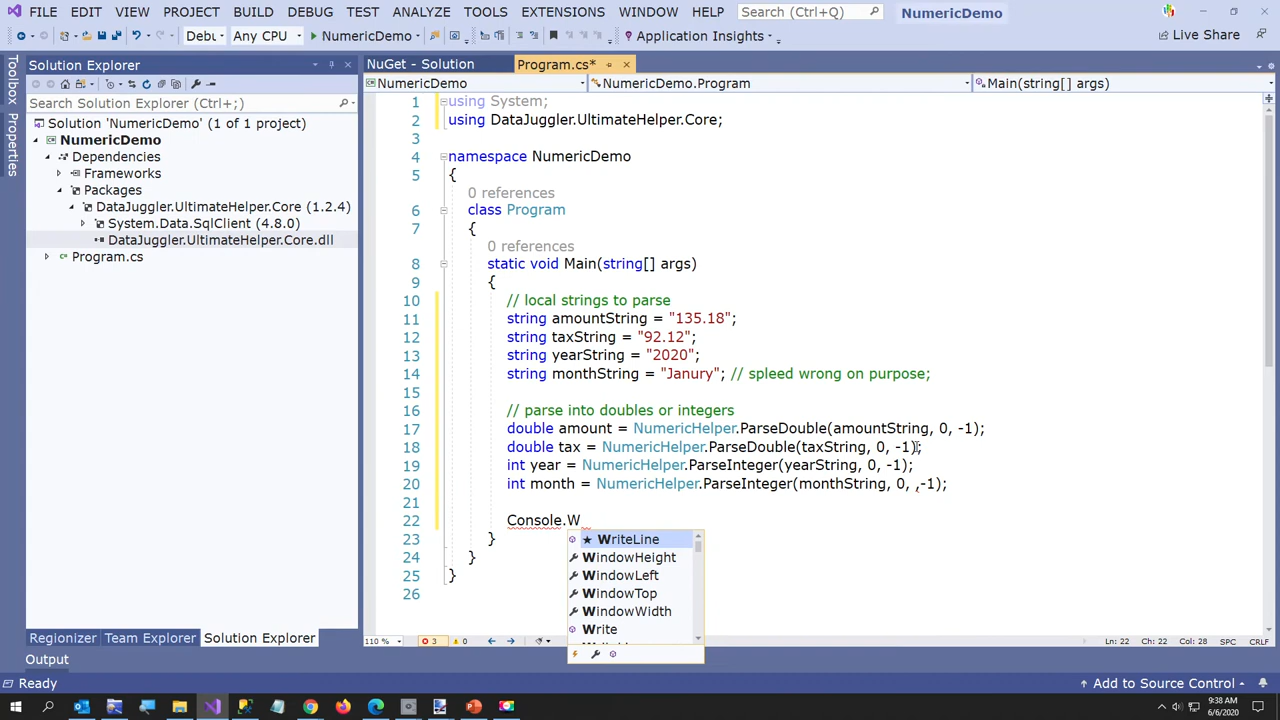 FILE EDIT VIEW PROJECT BUILD DEBUG TEST ANALYZE TOOLS EXTENSIONS WINDOW HELP Search (Ctrl+/) NumericDemo
Debu Any CPU NumericDemo Application Insights Live Share
Toolbox
Properties
Solution Explorer
Search Solution Explorer (Ctrl+;)
Solution 'NumericDemo' (1 of 1 project)
NumericDemo
Dependencies
Frameworks
Packages
DataJuggler.UltimateHelper.Core (1.2.4)
System.Data.SqlClient (4.8.0)
DataJuggler.UltimateHelper.Core.dll
Program.cs
Regionizer Team Explorer Solution Explorer
NuGet - Solution Program.cs*
NumericDemo NumericDemo.Program Main(string[] args)
1 using System;
2 using DataJuggler.UltimateHelper.Core;
3
4 namespace NumericDemo
5 {
0 references
6 class Program
7 {
0 references
8 static void Main(string[] args)
9 {
10 // local strings to parse
11 string amountString = "135.18";
12 string taxString = "92.12";
13 string yearString = "2020";
14 string monthString = "Janury"; // spleed wrong on purpose;
15
16 // parse into doubles or integers
17 double amount = NumericHelper.ParseDouble(amountString, 0, -1);
18 double tax = NumericHelper.ParseDouble(taxString, 0, -1);
19 int year = NumericHelper.ParseInteger(yearString, 0, -1);
20 int month = NumericHelper.ParseInteger(monthString, 0, -1);
21
22 Console.W
23 }
24 }
25 }
26
★ WriteLine
WindowHeight
WindowLeft
WindowTop
WindowWidth
Write
110 % 3 0 Ln: 22 Ch: 22 Col: 28 SPC CRLF
Output
Ready Add to Source Control
9:38 AM
6/6/2020